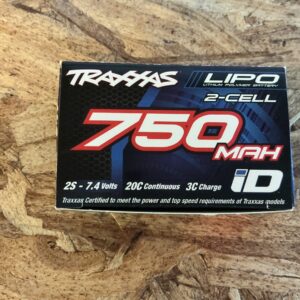 TRAXXAS LIPO
LITHIUM POLYMER BATTERY
2-CELL
750 MAH
2S - 7.4 Volts 20C Continuous 3C Charge iD
Traxxas Certified to meet the power and top speed requirements of Traxxas models